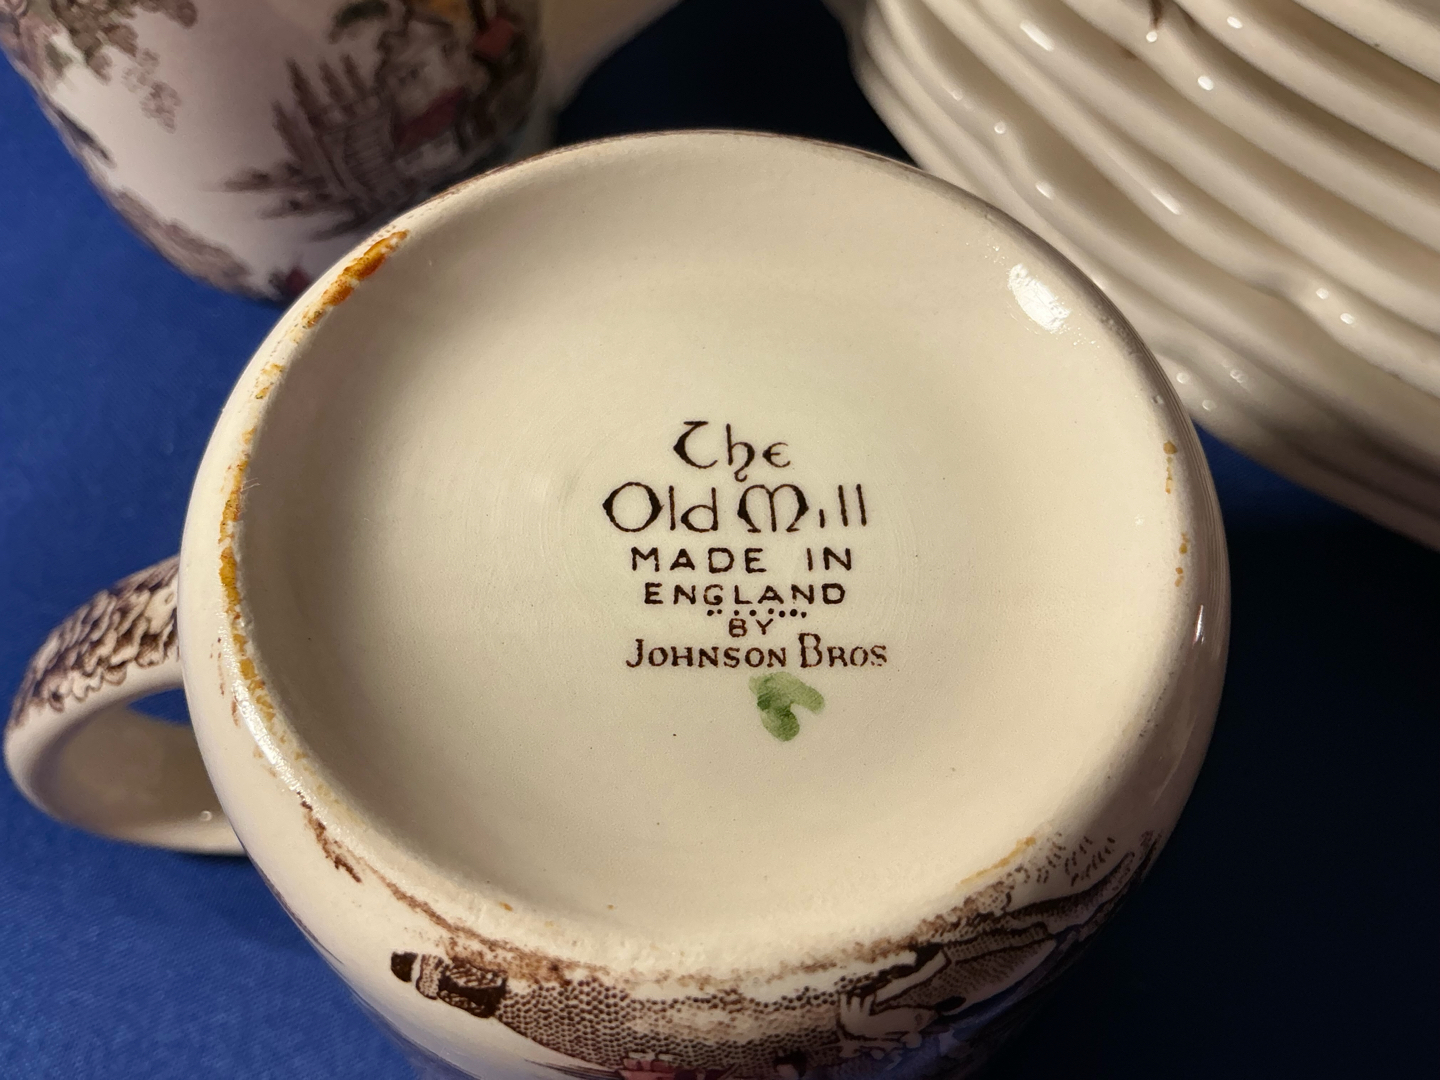 The
Old Mill
MADE IN
ENGLAND
BY
JOHNSON BROS